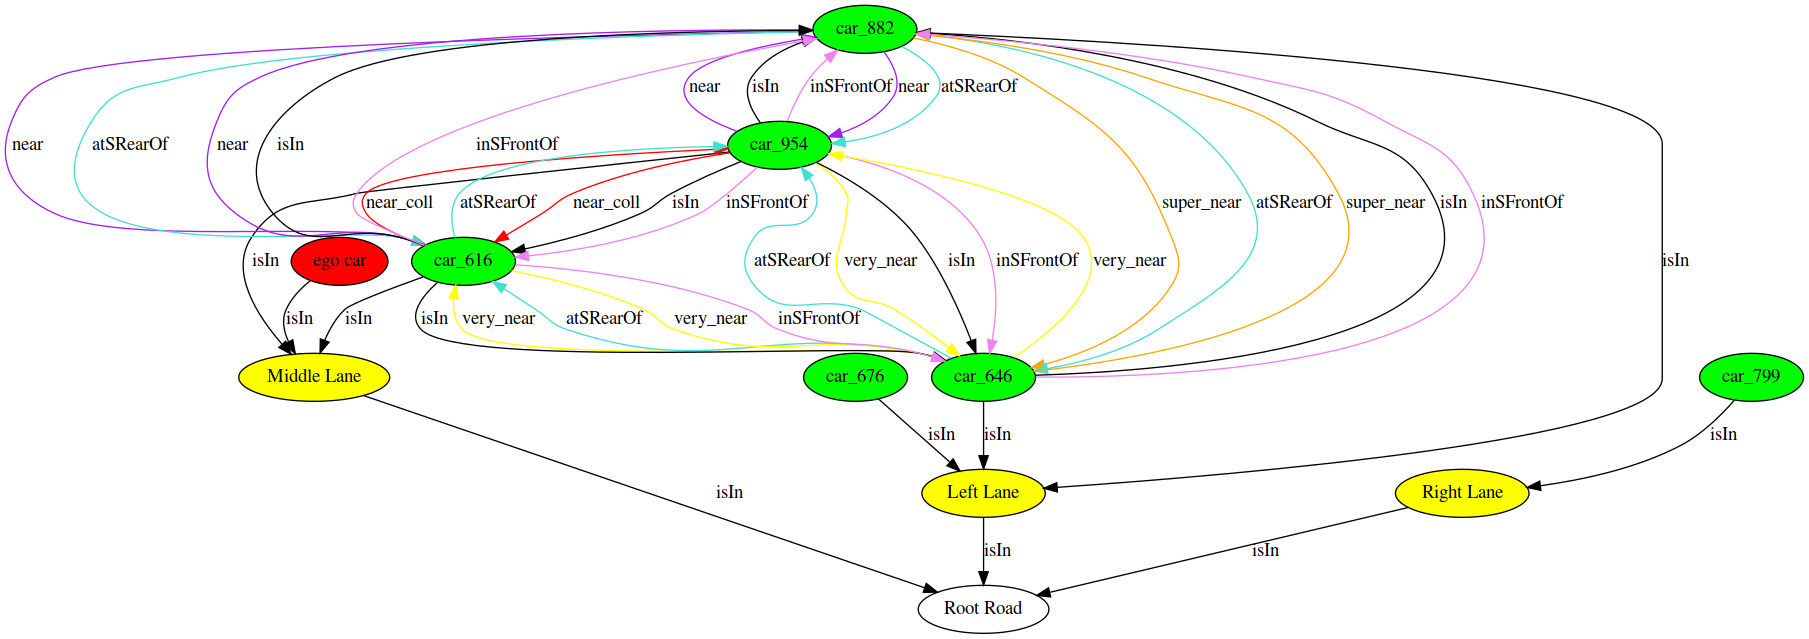 car_882
near
isIn
inSFrontOf
near
atSRearOf
near
atSRearOf
near
isIn
inSFrontOf
car_954
near_coll
atSRearOf
near_coll
isIn
inSFrontOf
super_near
atSRearOf
super_near
isIn
inSFrontOf
isIn
ego car
car_616
atSRearOf
very_near
isIn
inSFrontOf
very_near
isIn
isIn
isIn
isIn
very_near
atSRearOf
very_near
inSFrontOf
Middle Lane
car_676
car_646
car_799
isIn
isIn
isIn
isIn
Left Lane
Right Lane
isIn
isIn
Root Road